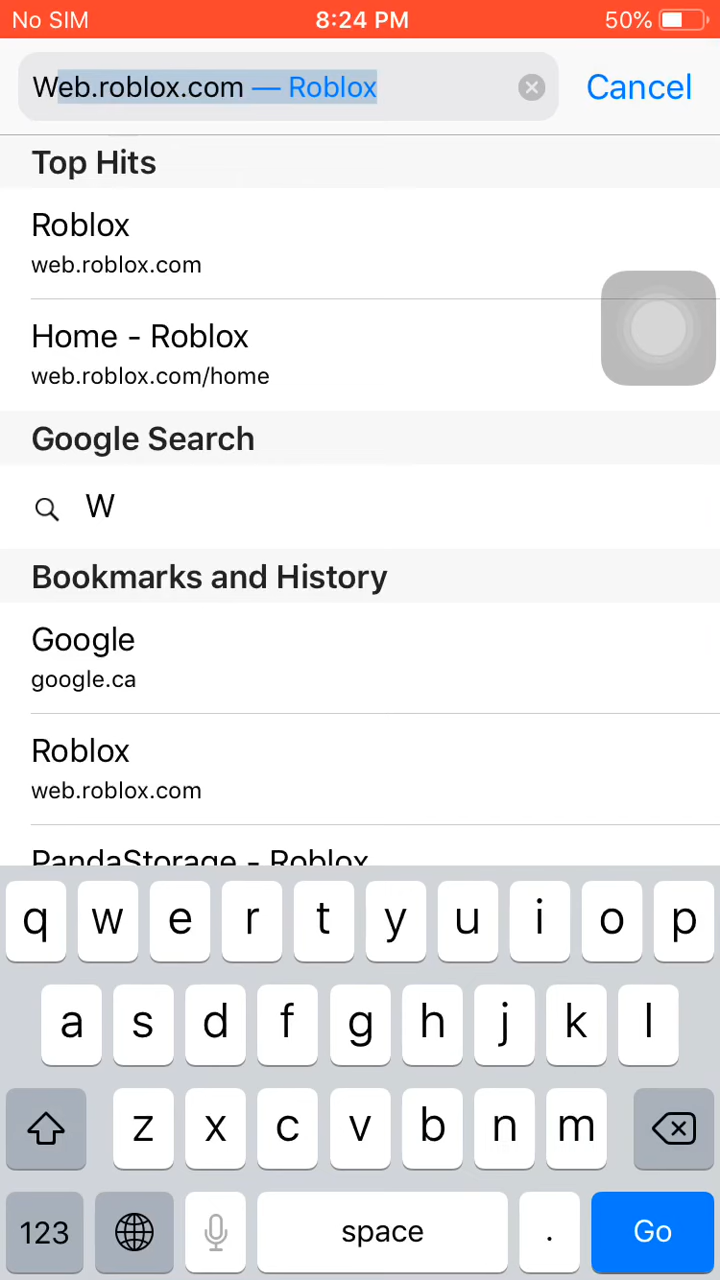 No SIM 8:24 PM 50%
Web.roblox.com — Roblox Cancel
Top Hits
Roblox
web.roblox.com
Home - Roblox
web.roblox.com/home
Google Search
W
Bookmarks and History
Google
google.ca
Roblox
web.roblox.com
PandaStorage - Roblox
q w e r t y u i o p
a s d f g h j k l
z x c v b n m
123 space . Go